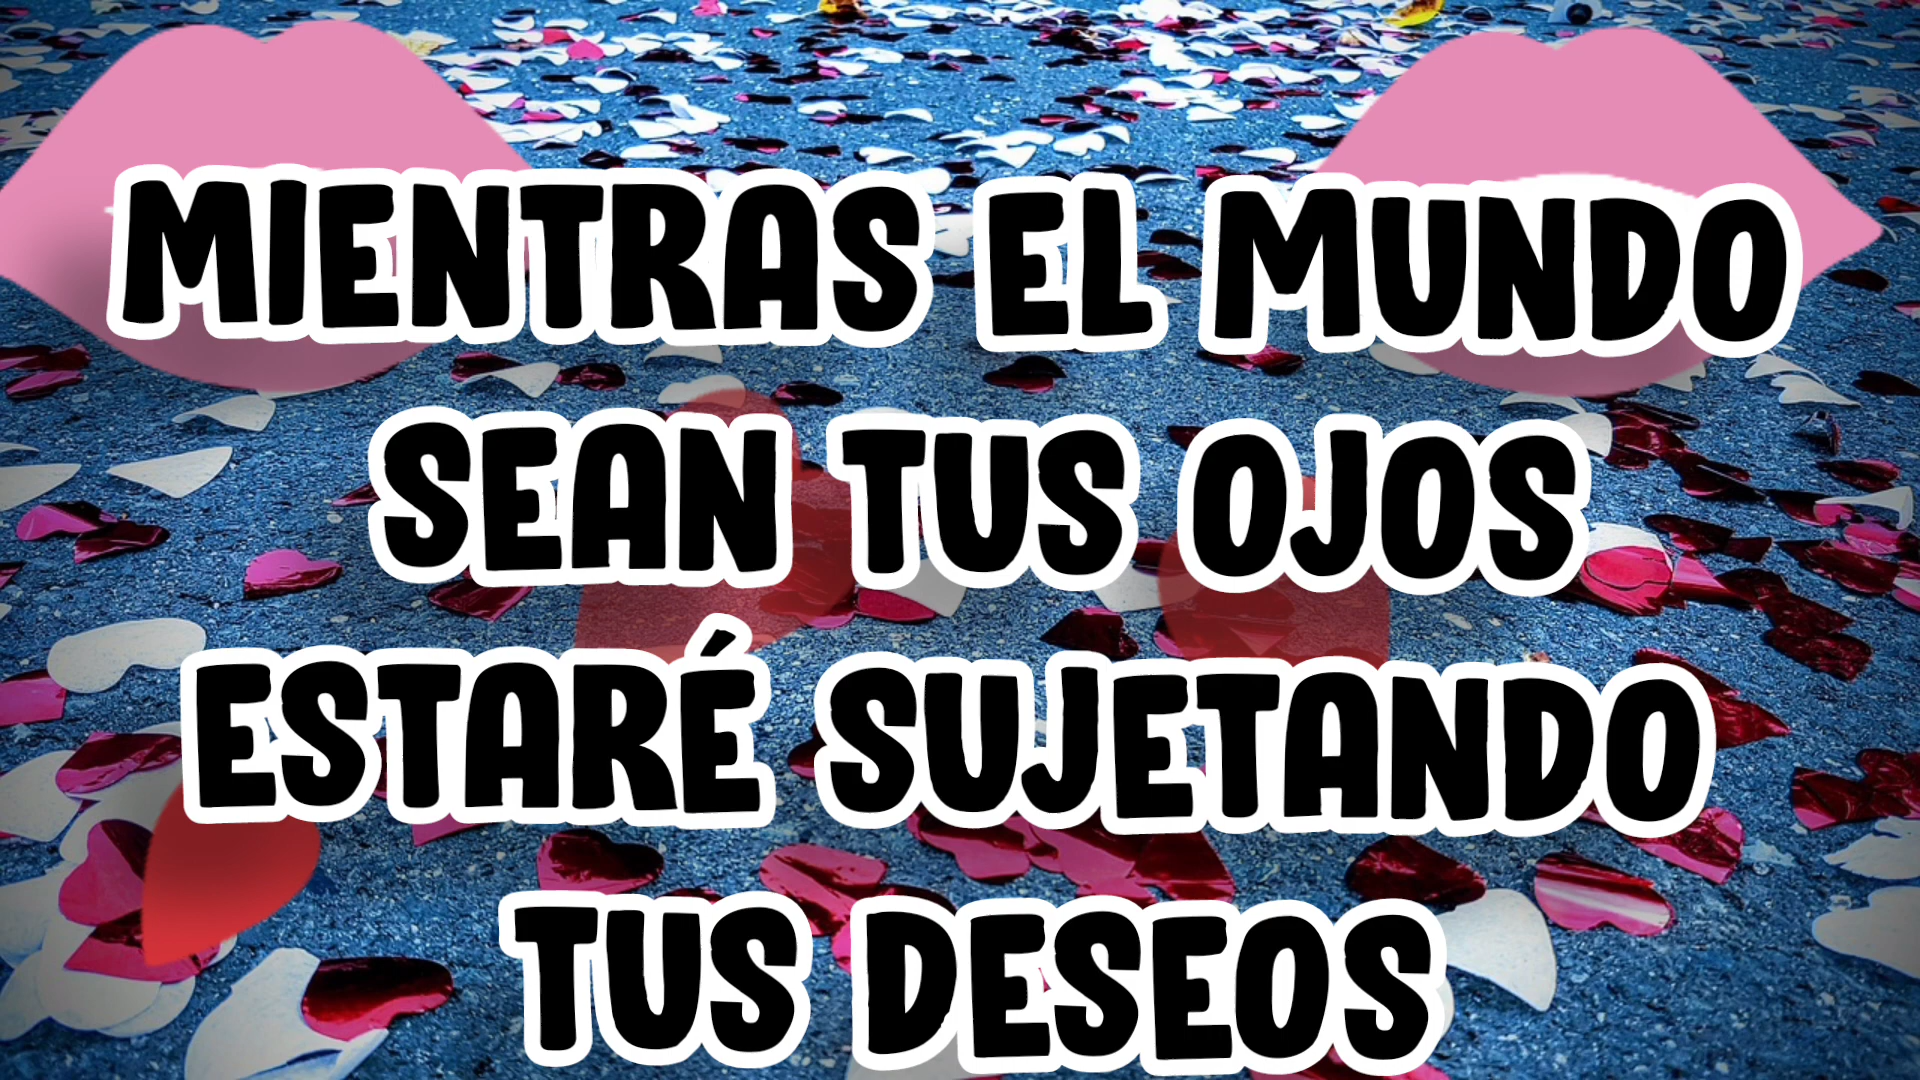 MIENTRAS EL MUNDO
SEAN TUS OJOS
ESTARÉ SUJETANDO
TUS DESEOS